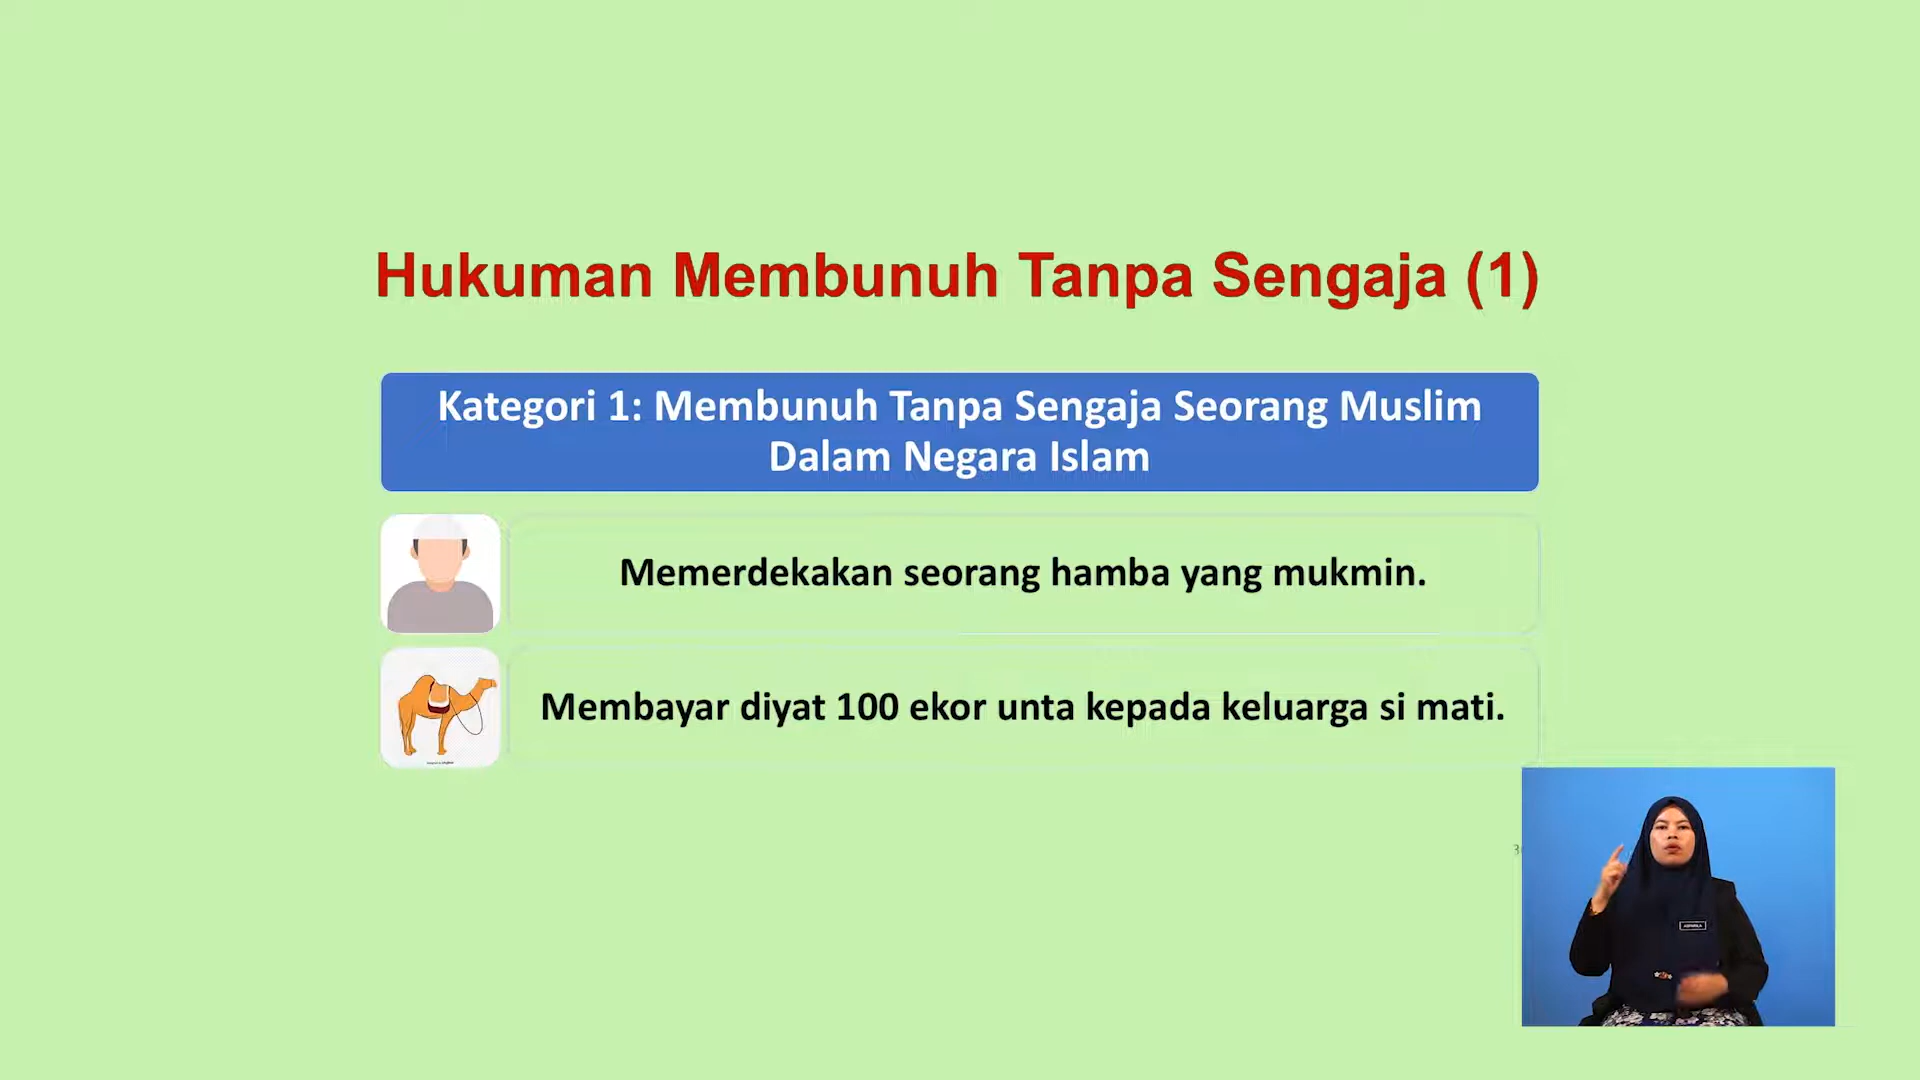 Hukuman Membunuh Tanpa Sengaja (1)
Kategori 1: Membunuh Tanpa Sengaja Seorang Muslim
Dalam Negara Islam
Memerdekakan seorang hamba yang mukmin.
Membayar diyat 100 ekor unta kepada keluarga si mati.